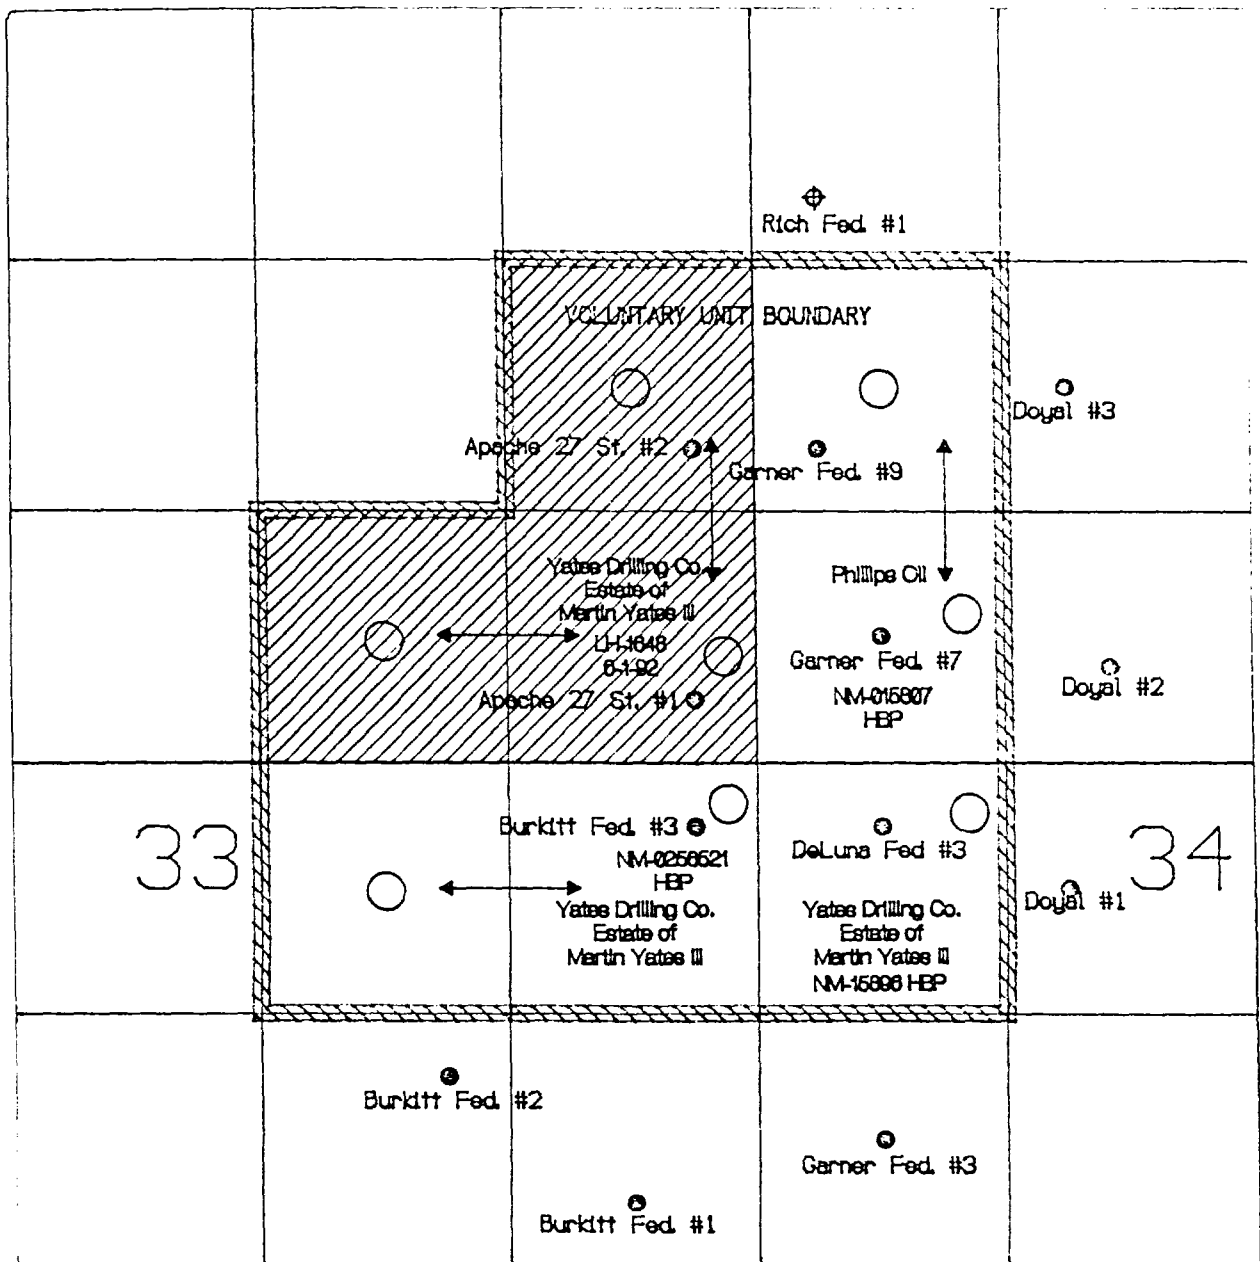 Rich Fed. #1
VOLUNTARY UNIT BOUNDARY
Doyal #3
Apache 27 St. #2
Garner Fed. #9
Yates Drilling Co.
Estate of
Martin Yates III
LH-1648
6-1-92
Phillips Oil
Garner Fed. #7
NM-015807
HBP
Doyal #2
Apache 27 St. #1
33
Burkitt Fed. #3
NM-0256521
HBP
Yates Drilling Co.
Estate of
Martin Yates III
DeLuna Fed #3
Yates Drilling Co.
Estate of
Martin Yates III
NM-15896 HBP
34
Doyal #1
Burkitt Fed. #2
Garner Fed. #3
Burkitt Fed. #1